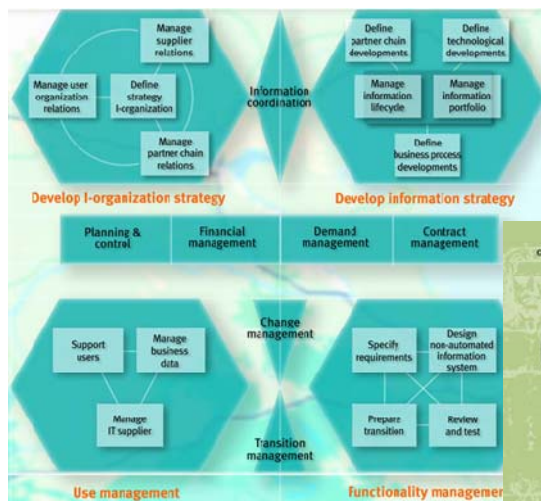 Manage
supplier
relations
Manage user
organization
relations
Define
strategy
I-organization
Manage
partner chain
relations
Develop I-organization strategy
Information
coordination
Define
partner chain
developments
Define
technological
developments
Manage
information
lifecycle
Manage
information
portfolio
Define
business process
developments
Develop information strategy
Planning &
control
Financial
management
Demand
management
Contract
management
Support
users
Manage
business
data
Manage
IT supplier
Use management
Change
management
Transition
management
Specify
requirements
Design
non-automated
information
system
Prepare
transition
Review
and test
Functionality management